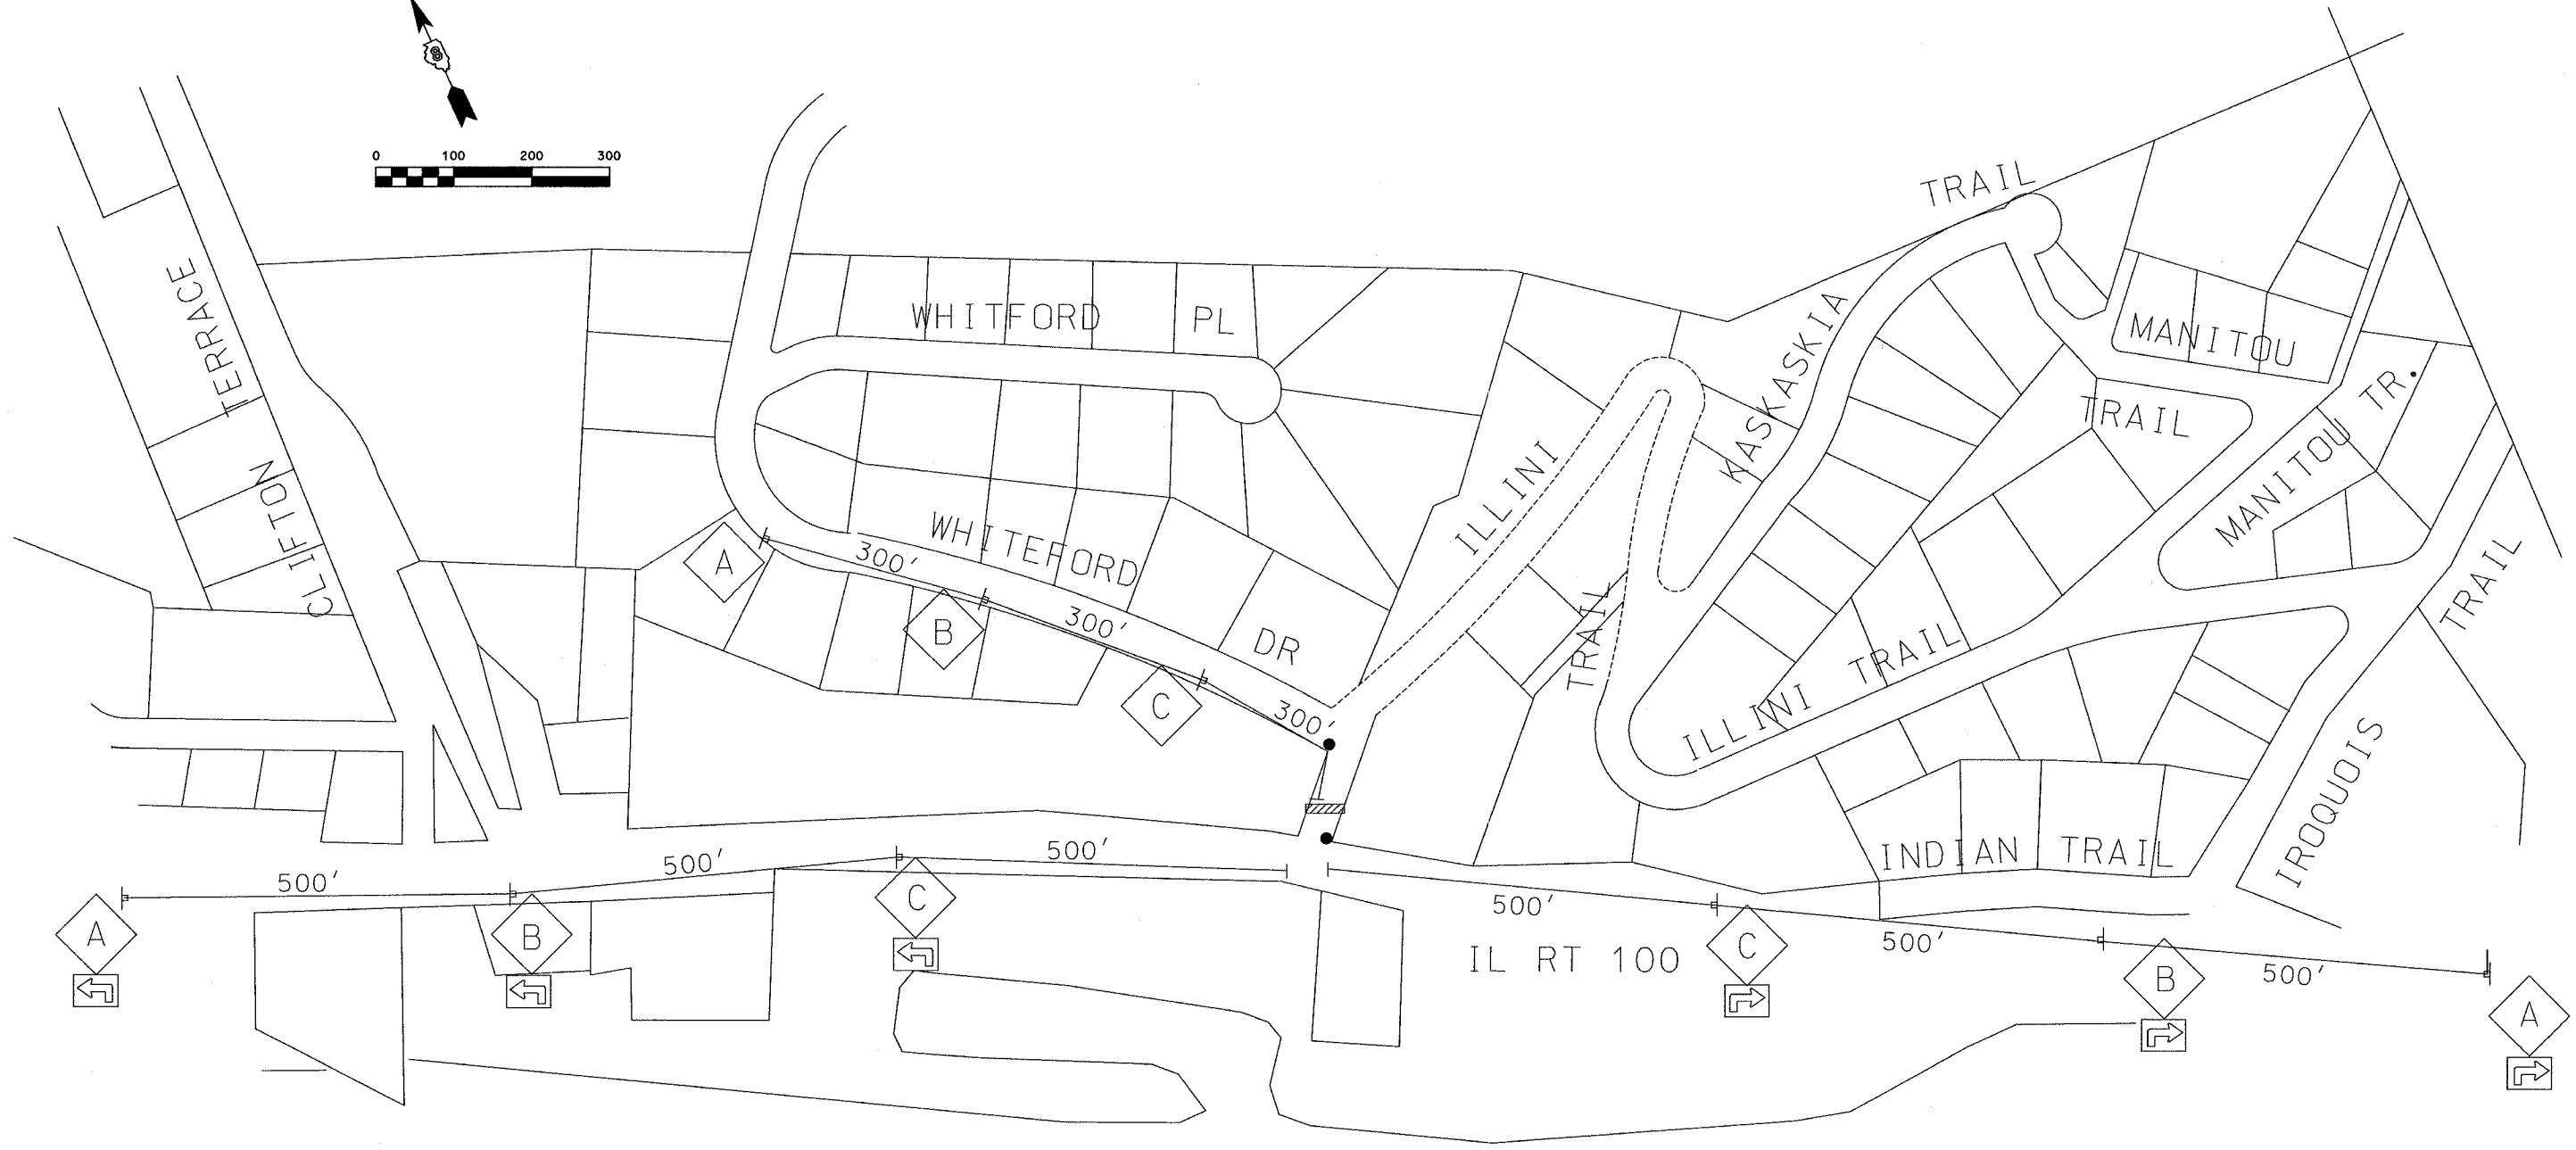 8
0 100 200 300
TRAIL
TERRACE
KASKASKIA
WHITFORD PL
MANITOU
TRAIL
MANITOU TR.
ILLINI
CLIFTON
WHITEFORD
A
300'
B
300'
DR
C
300'
TRAIL
TRAIL
ILLINI TRAIL
IROQUOIS
INDIAN TRAIL
500'
500'
500'
A
B
C
500'
IL RT 100
C
500'
B
500'
A